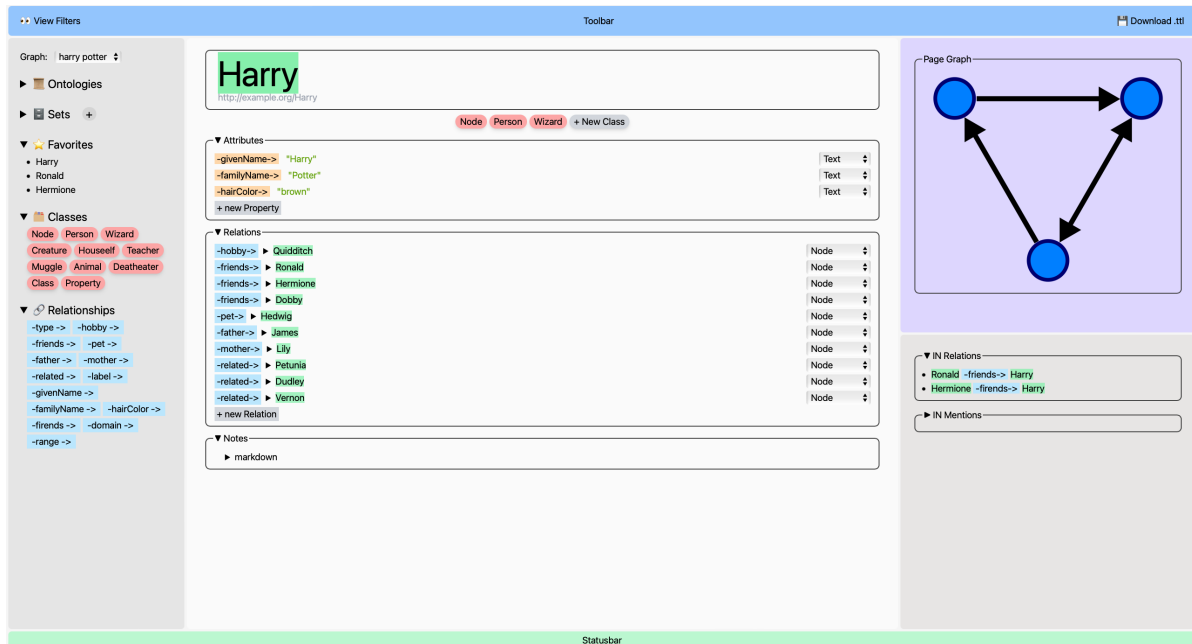 👀 View Filters
Toolbar
💾 Download .ttl
Graph: harry potter
▶ 📜 Ontologies
▶ 🗄️ Sets +
▼ ⭐ Favorites
• Harry
• Ronald
• Hermione
▼ 🗂️ Classes
Node Person Wizard
Creature Houself Teacher
Muggle Animal Deatheater
Class Property
▼ 🔗 Relationships
-type -> -hobby ->
-friends -> -pet ->
-father -> -mother ->
-related -> -label ->
-givenName ->
-familyName -> -hairColor ->
-firends -> -domain ->
-range ->
Harry
http://example.org/Harry
Node Person Wizard + New Class
▼ Attributes
-givenName-> "Harry" Text
-familyName-> "Potter" Text
-hairColor-> "brown" Text
+ new Property
▼ Relations
-hobby-> ▶ Quidditch Node
-friends-> ▶ Ronald Node
-friends-> ▶ Hermione Node
-friends-> ▶ Dobby Node
-pet-> ▶ Hedwig Node
-father-> ▶ James Node
-mother-> ▶ Lily Node
-related-> ▶ Petunia Node
-related-> ▶ Dudley Node
-related-> ▶ Vernon Node
+ new Relation
▼ Notes
▶ markdown
Page Graph
▼ IN Relations
• Ronald -friends-> Harry
• Hermione -firends-> Harry
▶ IN Mentions
Statusbar